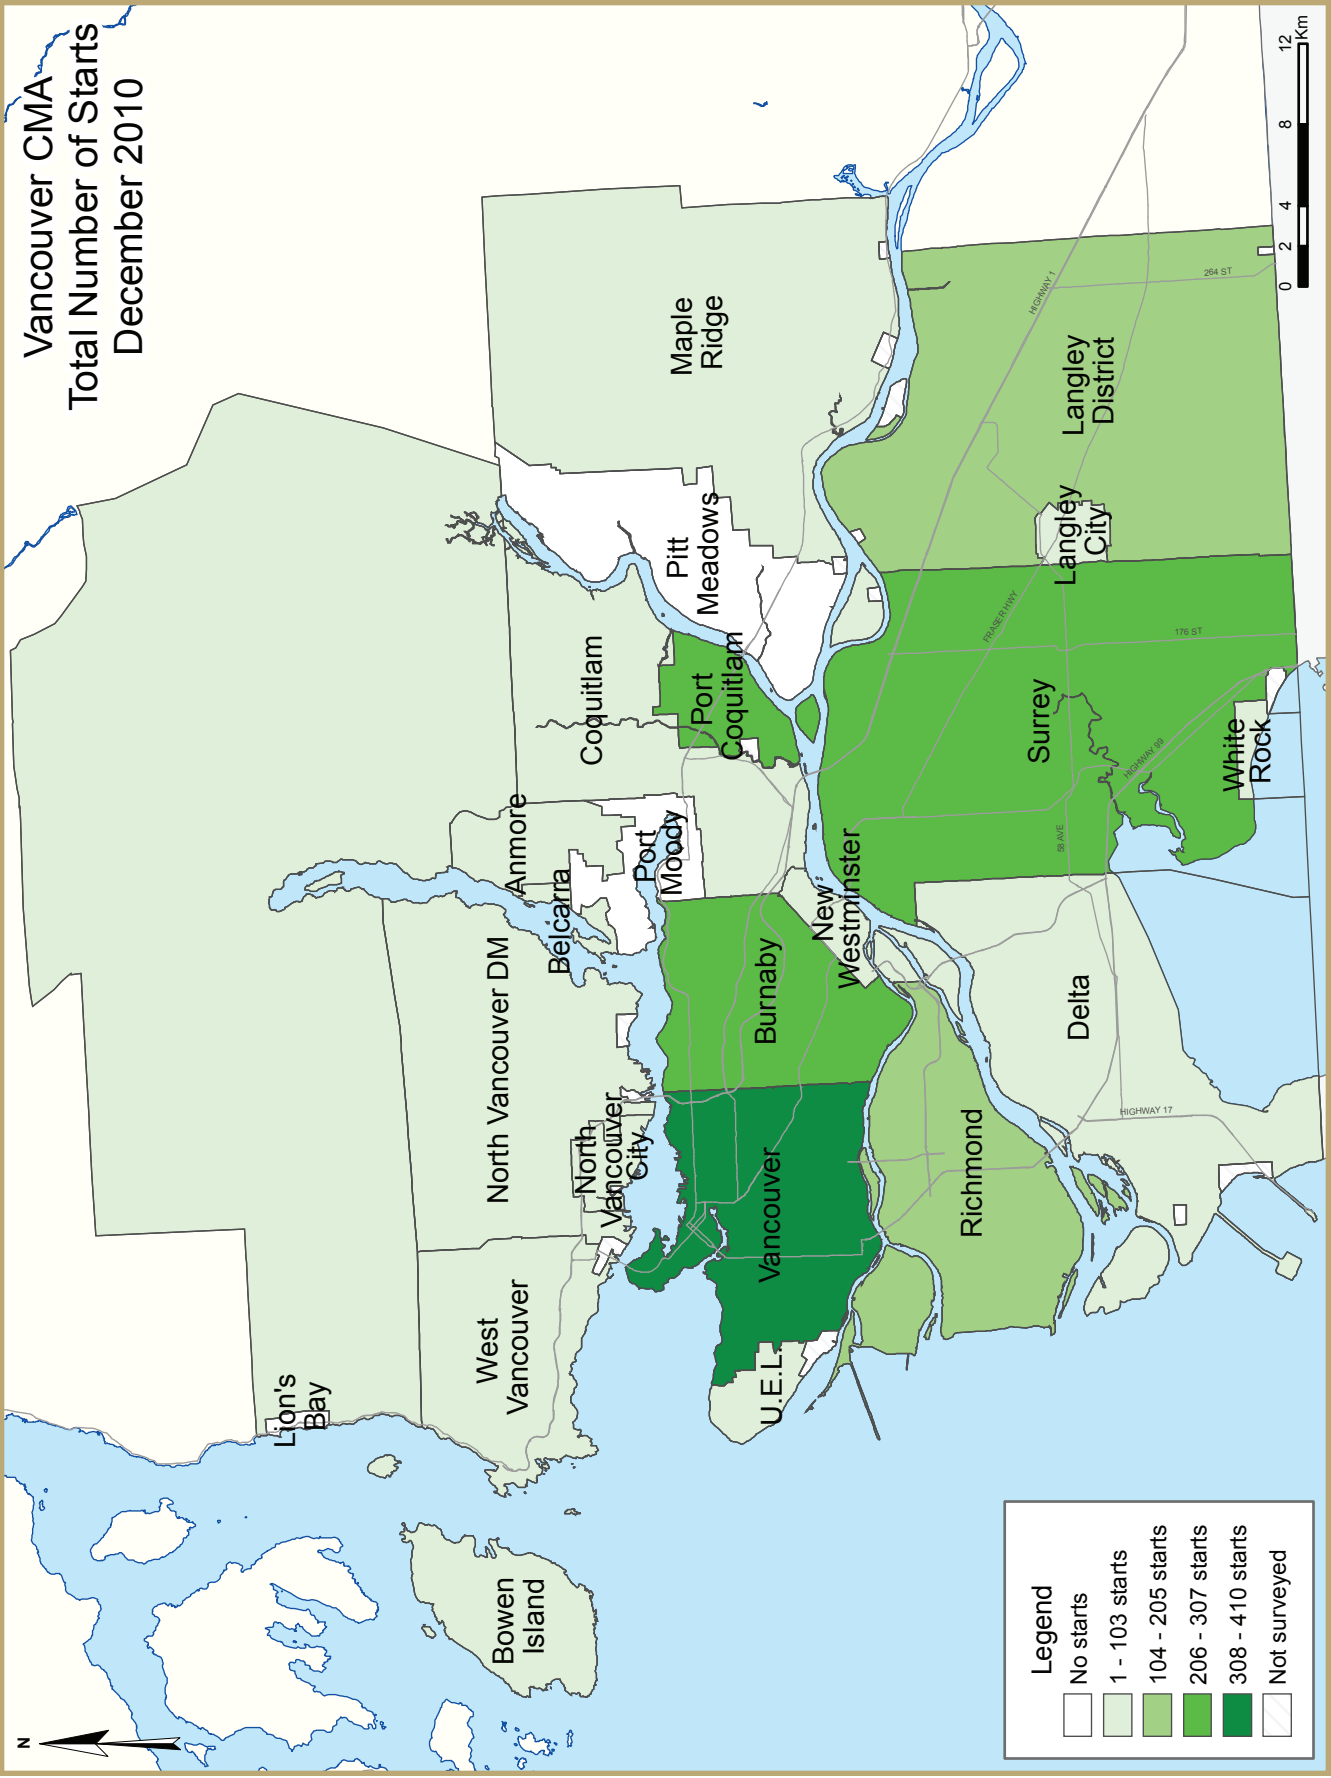 Vancouver CMA
Total Number of Starts
December 2010
N
Lion's
Bay
Bowen
Island
West
Vancouver
North Vancouver DM
North
Vancouver
City
Belcarra
Anmore
Port
Moody
Coquitlam
Port
Coquitlam
Pitt
Meadows
Maple
Ridge
U.E.L.
Vancouver
Burnaby
New
Westminster
Richmond
Delta
Surrey
White
Rock
Langley
City
Langley
District
HIGHWAY 1
264 ST
FRASER HWY
176 ST
HIGHWAY 99
58 AVE
HIGHWAY 17
Legend
No starts
1 - 103 starts
104 - 205 starts
206 - 307 starts
308 - 410 starts
Not surveyed
0 2 4 8 12
Km